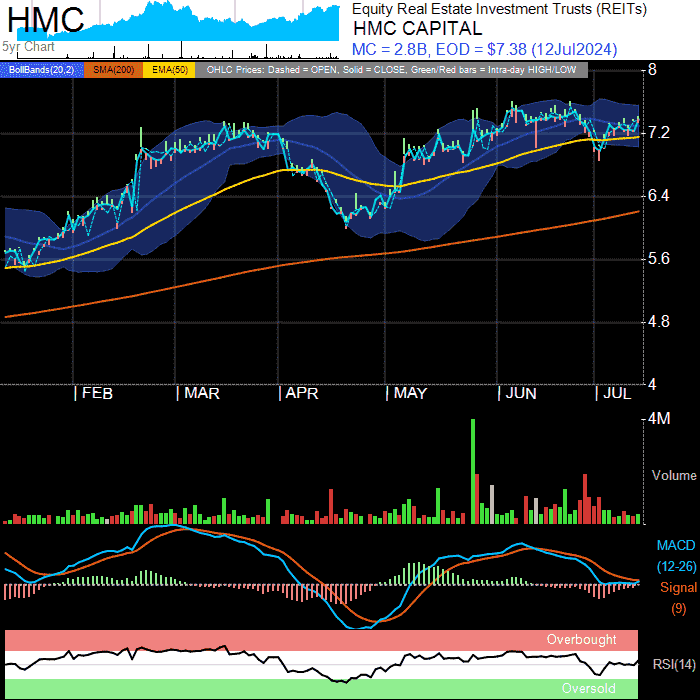 HMC
5yr Chart
Equity Real Estate Investment Trusts (REITs)
HMC CAPITAL
MC = 2.8B, EOD = $7.38 (12Jul2024)
BollBands(20,2) SMA(200) EMA(50) OHLC Prices: Dashed = OPEN, Solid = CLOSE, Green/Red bars = Intra-day HIGH/LOW
8
7.2
6.4
5.6
4.8
4
| FEB | MAR | APR | MAY | JUN | JUL
4M
Volume
MACD
(12-26)
Signal
(9)
Overbought
RSI(14)
Oversold